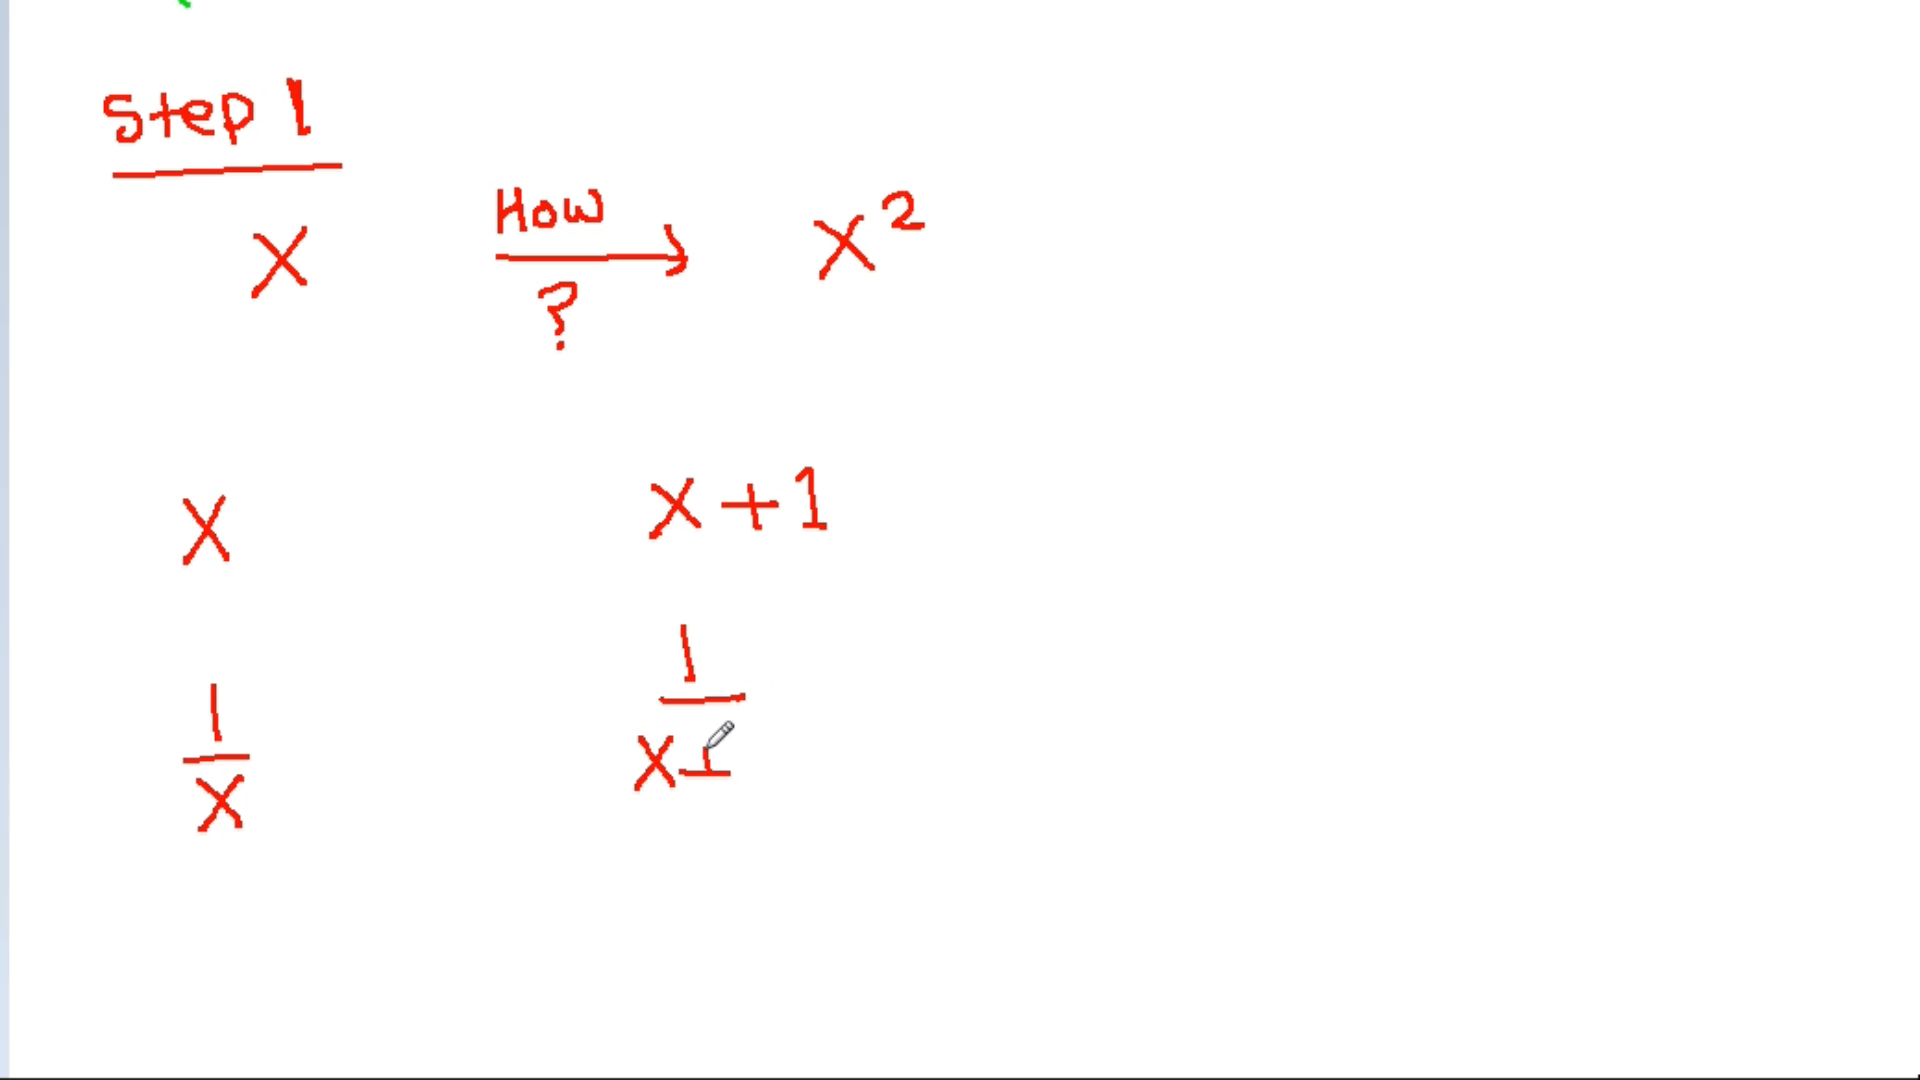 Step 1
x How ? → x²
x x+1
1/x 1/x